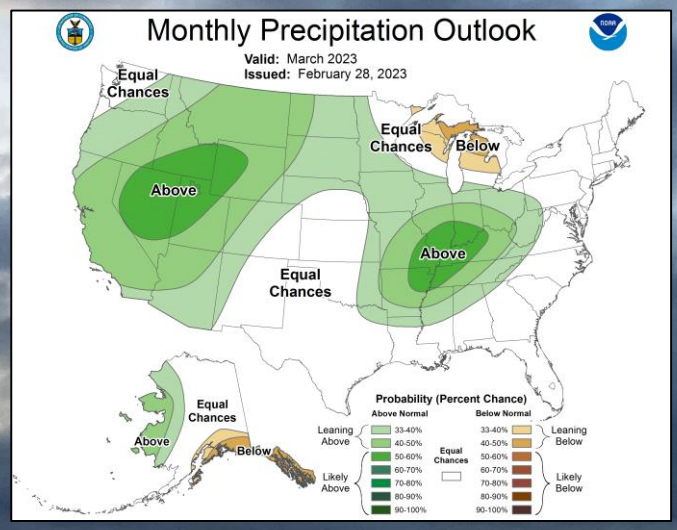 Monthly Precipitation Outlook
NOAA
Valid: March 2023
Issued: February 28, 2023
Equal
Chances
Equal
Chances
Below
Above
Above
Equal
Chances
Equal
Chances
Above
Below
Probability (Percent Chance)
Above Normal
Below Normal
Leaning
Above
33-40%
40-50%
50-60%
60-70%
70-80%
80-90%
90-100%
Likely
Above
Equal
Chances
33-40%
40-50%
50-60%
60-70%
70-80%
80-90%
90-100%
Leaning
Below
Likely
Below